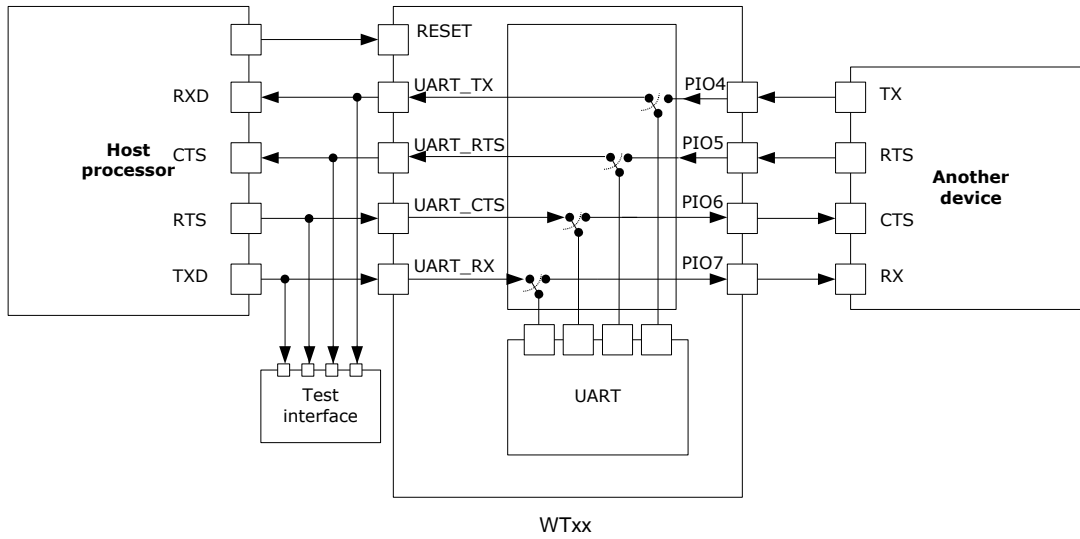 RESET
RXD
UART_TX
PIO4
TX
Host
processor
CTS
UART_RTS
PIO5
RTS
Another
device
RTS
UART_CTS
PIO6
CTS
TXD
UART_RX
PIO7
RX
Test
interface
UART
WTxx